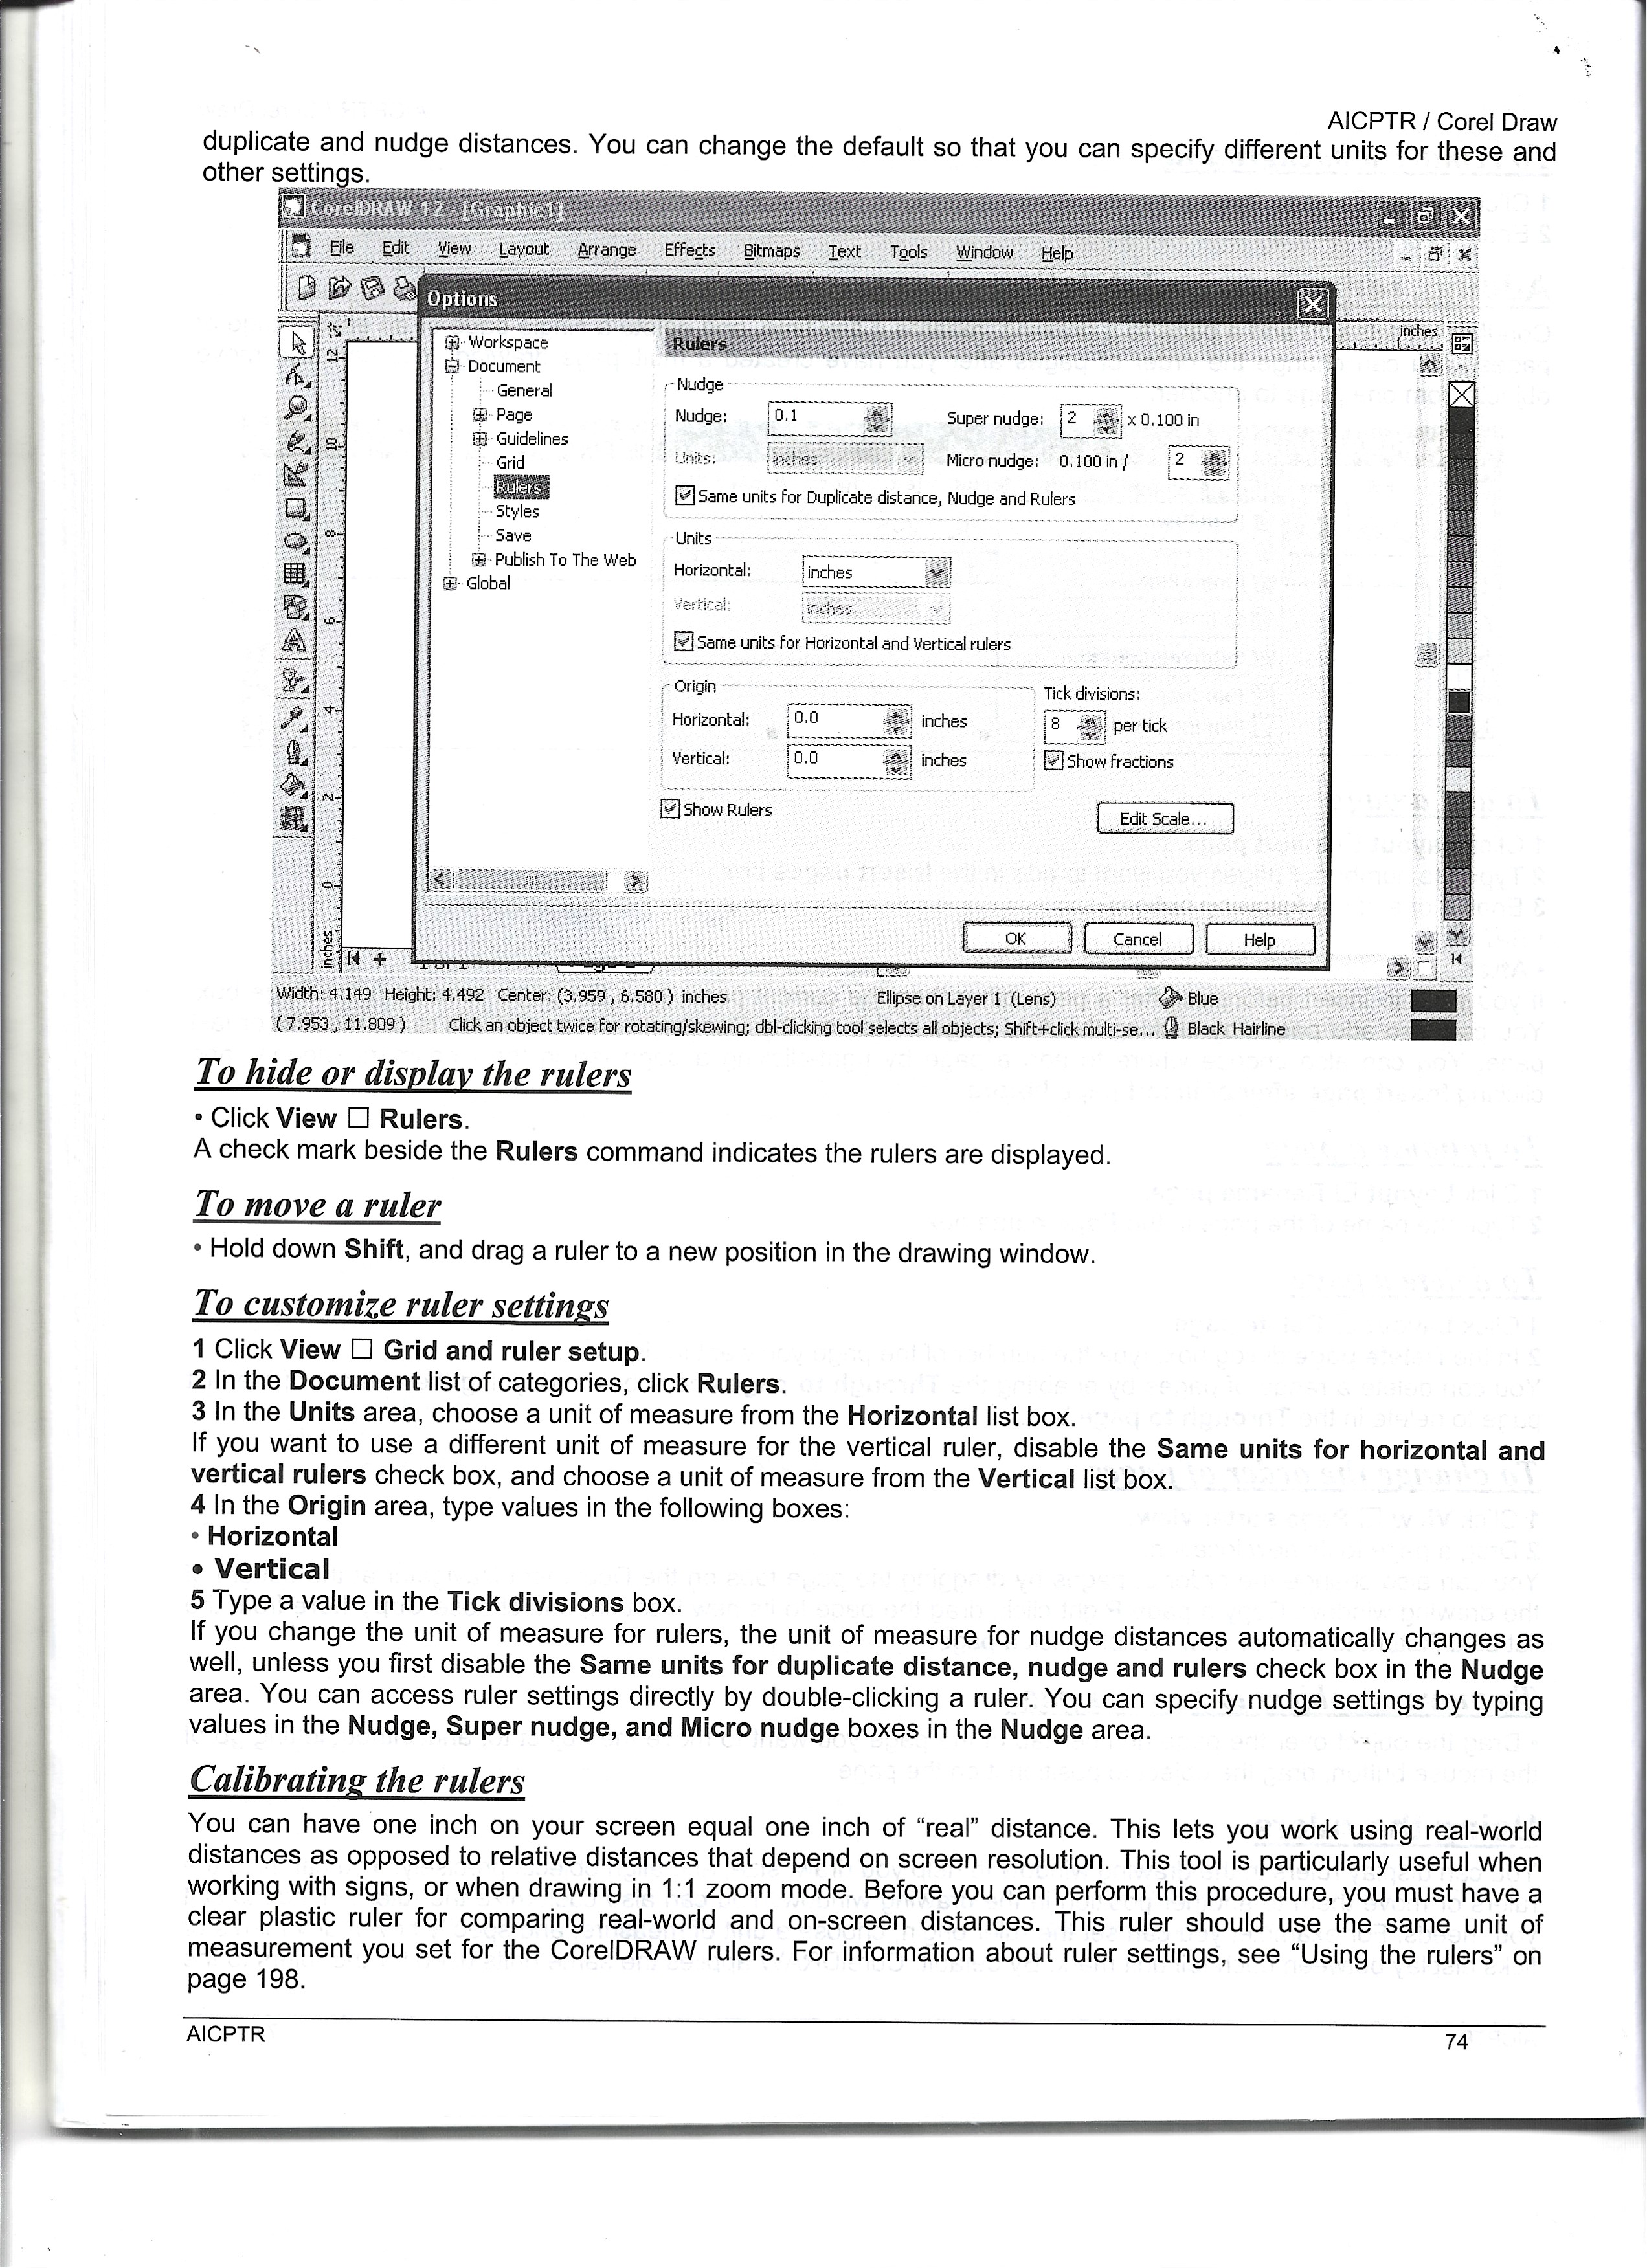 AICPTR / Corel Draw
duplicate and nudge distances. You can change the default so that you can specify different units for these and
other settings.
CorelDRAW 12 - [Graphic1]
File Edit View Layout Arrange Effects Bitmaps Text Tools Window Help
Options
inches
Workspace
Document
General
Page
Guidelines
Grid
Rulers
Styles
Save
Publish To The Web
Global
Rulers
Nudge
Nudge: 0.1 Super nudge: 2 x 0.100 in
Units: inches Micro nudge: 0.100 in / 2
Same units for Duplicate distance, Nudge and Rulers
Units
Horizontal: inches
Vertical: inches
Same units for Horizontal and Vertical rulers
Origin
Horizontal: 0.0 inches
Vertical: 0.0 inches
Tick divisions:
8 per tick
Show fractions
Show Rulers
Edit Scale...
OK Cancel Help
12
10
8
6
4
2
0
inches
Width: 4.149 Height: 4.492 Center: (3.959 , 6.580 ) inches Ellipse on Layer 1 (Lens) Blue
( 7.953 , 11.809 ) Click an object twice for rotating/skewing; dbl-clicking tool selects all objects; Shift+click multi-se... Black Hairline
To hide or display the rulers
• Click View □ Rulers.
A check mark beside the Rulers command indicates the rulers are displayed.
To move a ruler
• Hold down Shift, and drag a ruler to a new position in the drawing window.
To customize ruler settings
1 Click View □ Grid and ruler setup.
2 In the Document list of categories, click Rulers.
3 In the Units area, choose a unit of measure from the Horizontal list box.
If you want to use a different unit of measure for the vertical ruler, disable the Same units for horizontal and
vertical rulers check box, and choose a unit of measure from the Vertical list box.
4 In the Origin area, type values in the following boxes:
• Horizontal
• Vertical
5 Type a value in the Tick divisions box.
If you change the unit of measure for rulers, the unit of measure for nudge distances automatically changes as
well, unless you first disable the Same units for duplicate distance, nudge and rulers check box in the Nudge
area. You can access ruler settings directly by double-clicking a ruler. You can specify nudge settings by typing
values in the Nudge, Super nudge, and Micro nudge boxes in the Nudge area.
Calibrating the rulers
You can have one inch on your screen equal one inch of “real” distance. This lets you work using real-world
distances as opposed to relative distances that depend on screen resolution. This tool is particularly useful when
working with signs, or when drawing in 1:1 zoom mode. Before you can perform this procedure, you must have a
clear plastic ruler for comparing real-world and on-screen distances. This ruler should use the same unit of
measurement you set for the CorelDRAW rulers. For information about ruler settings, see “Using the rulers” on
page 198.
AICPTR 74